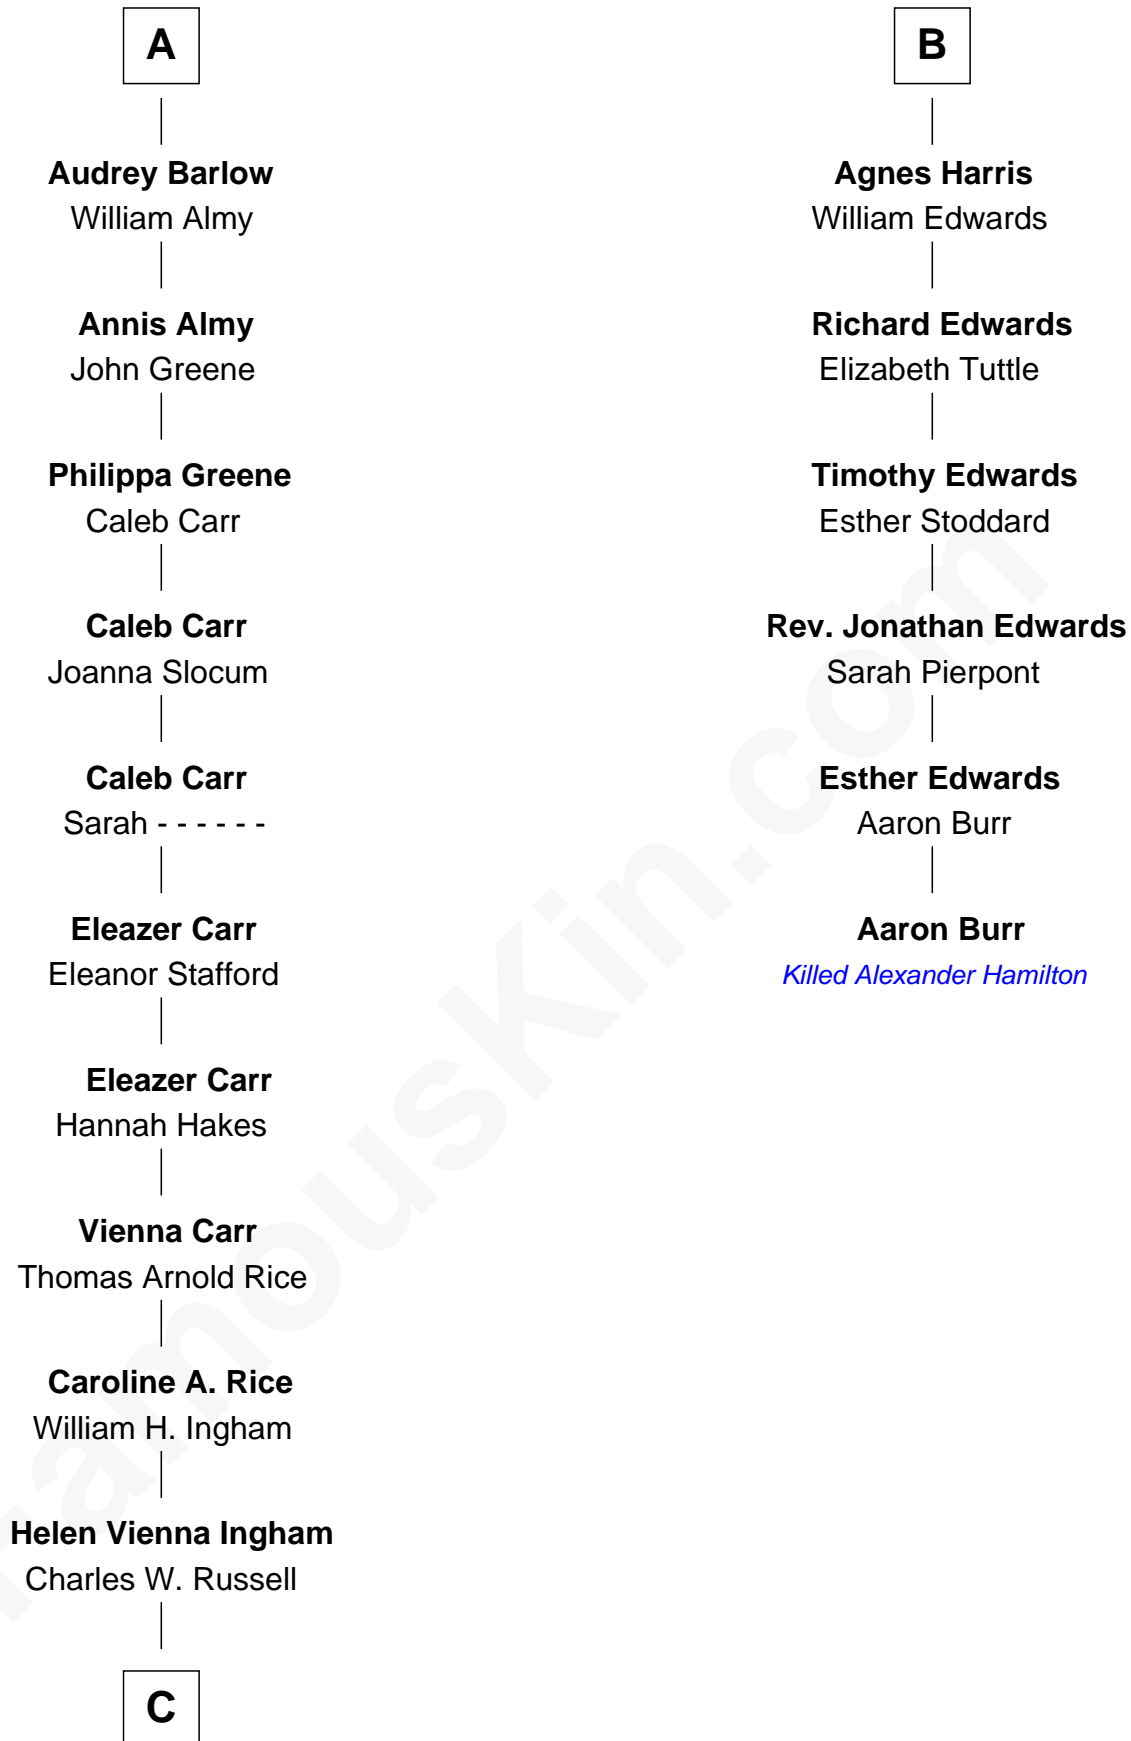 A
Audrey Barlow
William Almy
Annis Almy
John Greene
Philippa Greene
Caleb Carr
Caleb Carr
Joanna Slocum
Caleb Carr
Sarah - - - - - -
Eleazer Carr
Eleanor Stafford
Eleazer Carr
Hannah Hakes
Vienna Carr
Thomas Arnold Rice
Caroline A. Rice
William H. Ingham
Helen Vienna Ingham
Charles W. Russell
C
B
Agnes Harris
William Edwards
Richard Edwards
Elizabeth Tuttle
Timothy Edwards
Esther Stoddard
Rev. Jonathan Edwards
Sarah Pierpont
Esther Edwards
Aaron Burr
Aaron Burr
Killed Alexander Hamilton
FamousKin.com